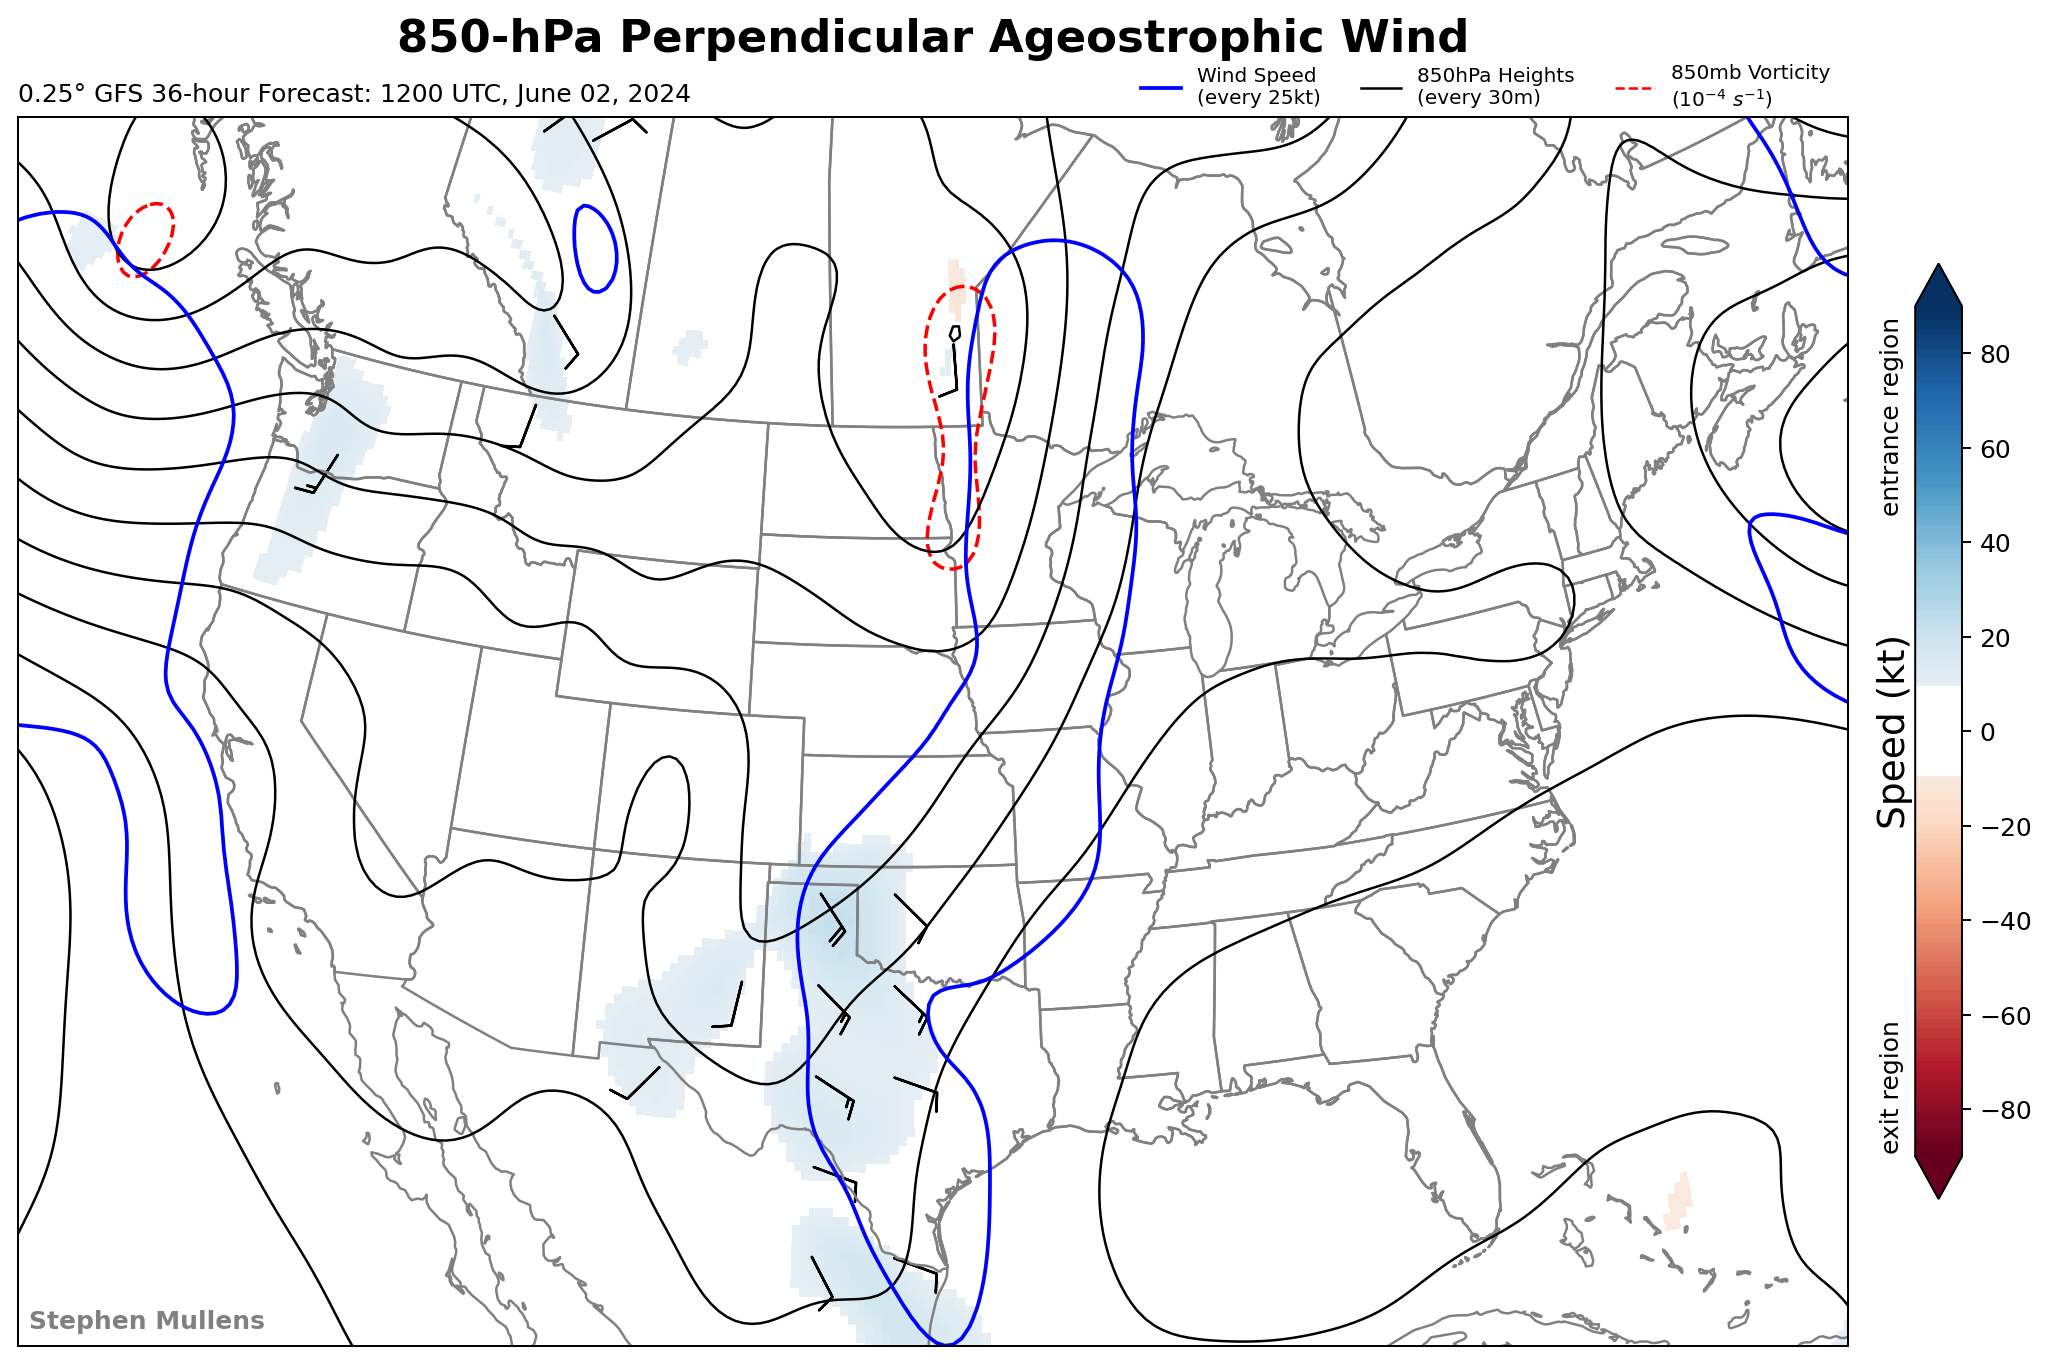 850-hPa Perpendicular Ageostrophic Wind
0.25° GFS 36-hour Forecast: 1200 UTC, June 02, 2024
Wind Speed
(every 25kt)
850hPa Heights
(every 30m)
850mb Vorticity
(10⁻⁴ s⁻¹)
entrance region
80
60
40
20
0
−20
−40
−60
−80
Speed (kt)
exit region
Stephen Mullens